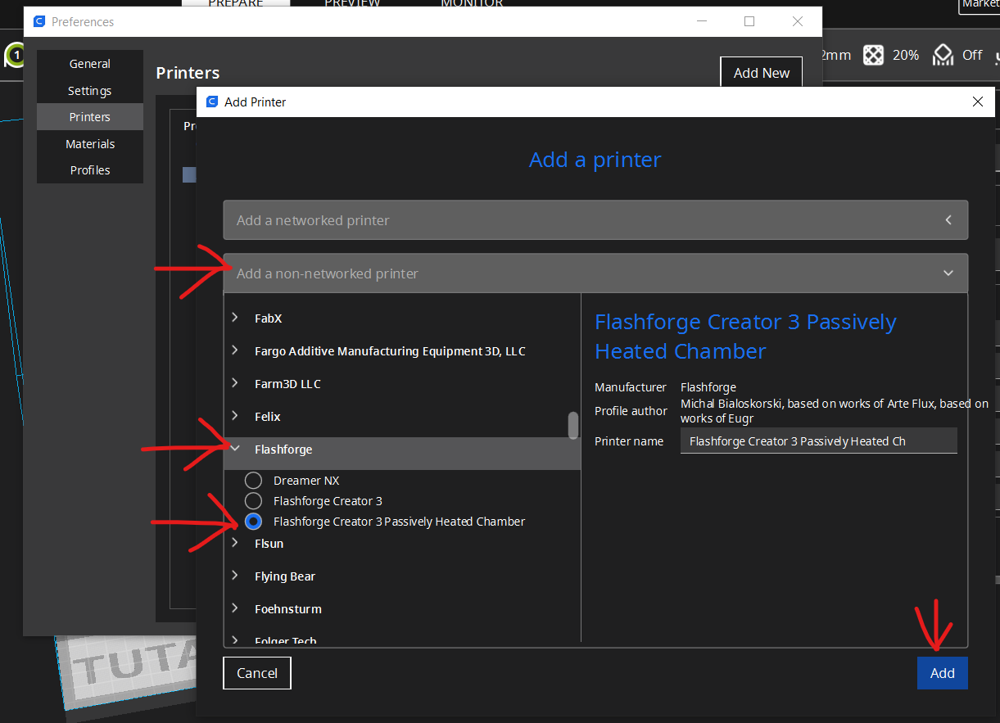 PREPARE PREVIEW MONITOR
Market
Preferences
1
2mm 20% Off
General
Settings
Printers
Materials
Profiles
Printers
Add New
Pr
Add Printer
Add a printer
Add a networked printer
Add a non-networked printer
FabX
Fargo Additive Manufacturing Equipment 3D, LLC
Farm3D LLC
Felix
Flashforge
Dreamer NX
Flashforge Creator 3
Flashforge Creator 3 Passively Heated Chamber
Flsun
Flying Bear
Foehnsturm
Folger Tech
Flashforge Creator 3 Passively
Heated Chamber
Manufacturer Flashforge
Profile author Michal Bialoskorski, based on works of Arte Flux, based on
works of Eugr
Printer name Flashforge Creator 3 Passively Heated Ch
Cancel
Add
TUTA